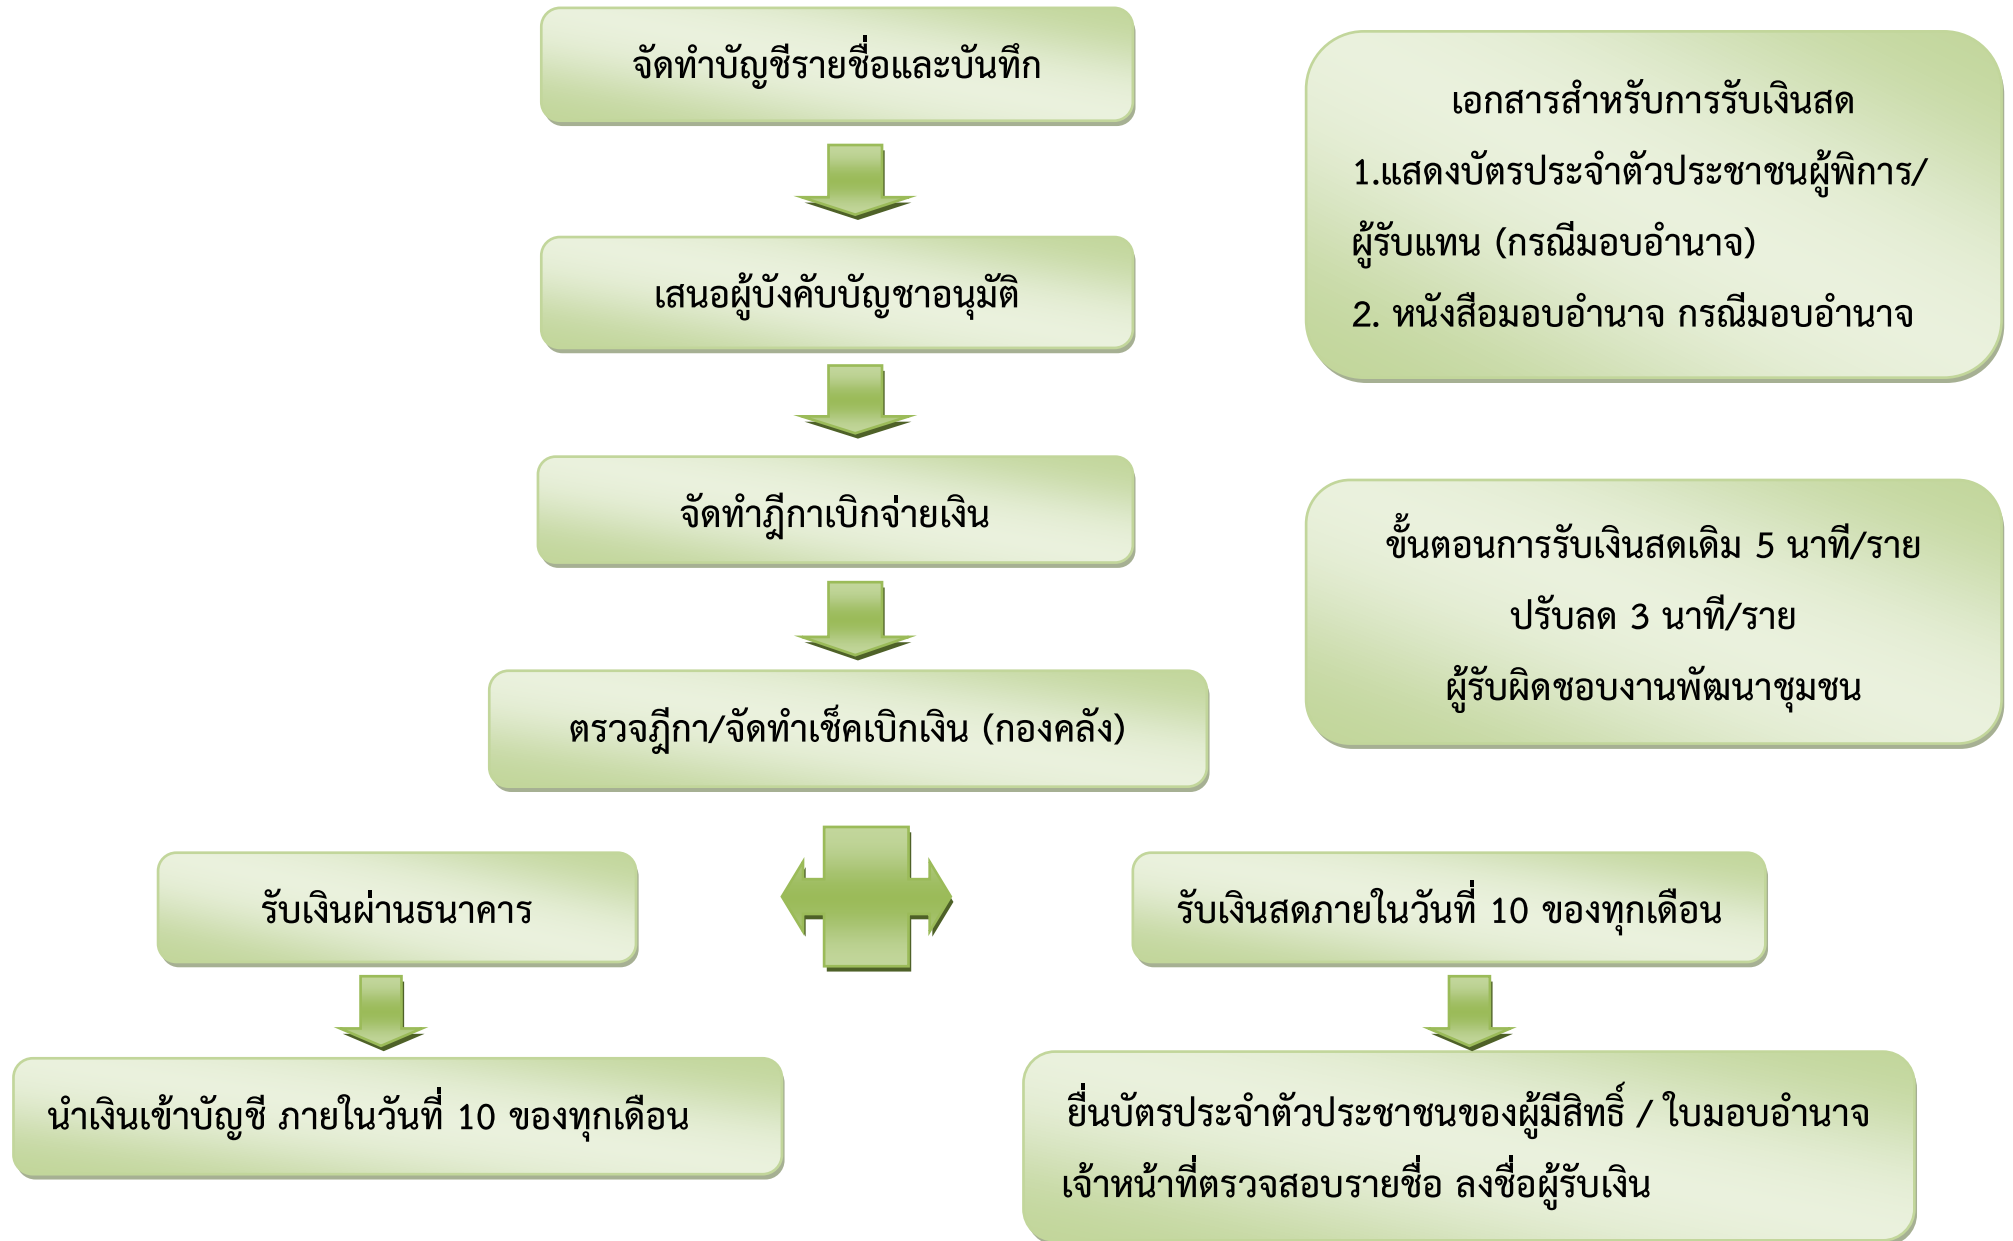 จัดทำบัญชีรายชื่อและบันทึก
เสนอผู้บังคับบัญชาอนุมัติ
จัดทำฎีกาเบิกจ่ายเงิน
ตรวจฎีกา/จัดทำเช็คเบิกเงิน (กองคลัง)
รับเงินผ่านธนาคาร
นำเงินเข้าบัญชี ภายในวันที่ 10 ของทุกเดือน
รับเงินสดภายในวันที่ 10 ของทุกเดือน
ยื่นบัตรประจำตัวประชาชนของผู้มีสิทธิ์ / ใบมอบอำนาจ
เจ้าหน้าที่ตรวจสอบรายชื่อ ลงชื่อผู้รับเงิน
เอกสารสำหรับการรับเงินสด
1.แสดงบัตรประจำตัวประชาชนผู้พิการ/
ผู้รับแทน (กรณีมอบอำนาจ)
2. หนังสือมอบอำนาจ กรณีมอบอำนาจ
ขั้นตอนการรับเงินสดเดิม 5 นาที/ราย
ปรับลด 3 นาที/ราย
ผู้รับผิดชอบงานพัฒนาชุมชน